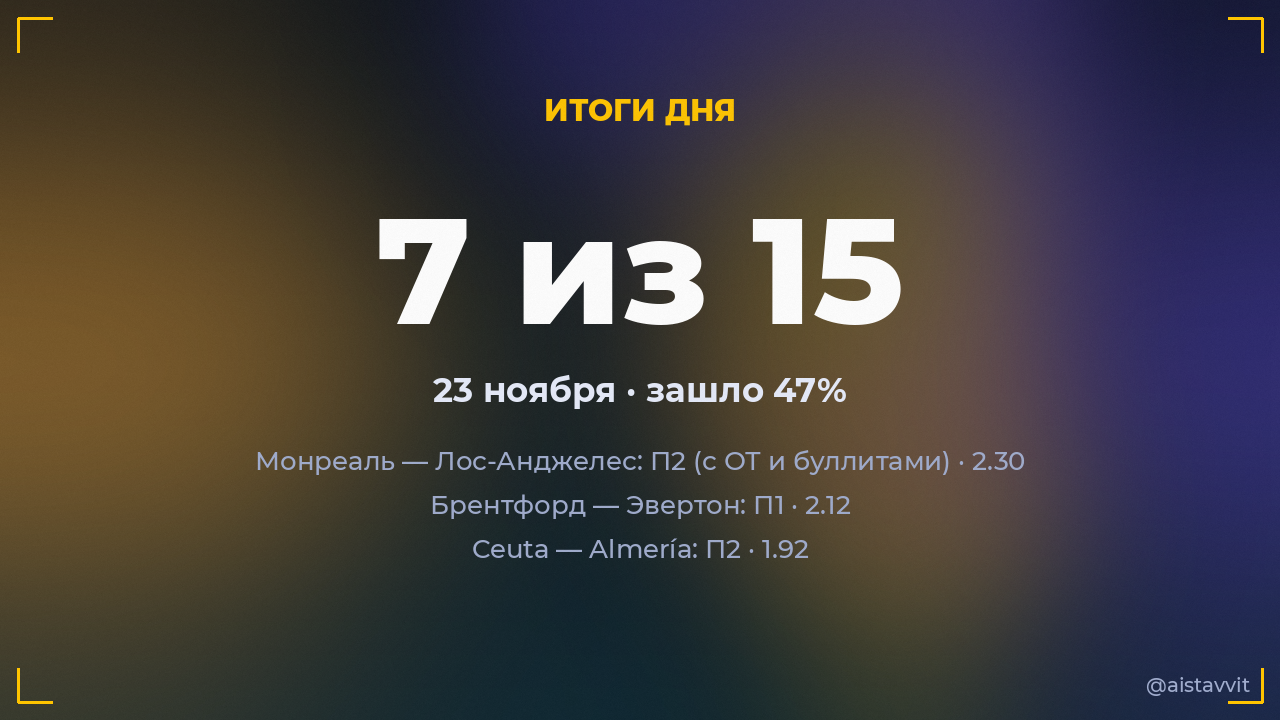 ИТОГИ ДНЯ
7 из 15
23 ноября · зашло 47%
Монреаль — Лос-Анджелес: П2 (с ОТ и буллитами) · 2.30
Брентфорд — Эвертон: П1 · 2.12
Ceuta — Almería: П2 · 1.92
@aistavvit